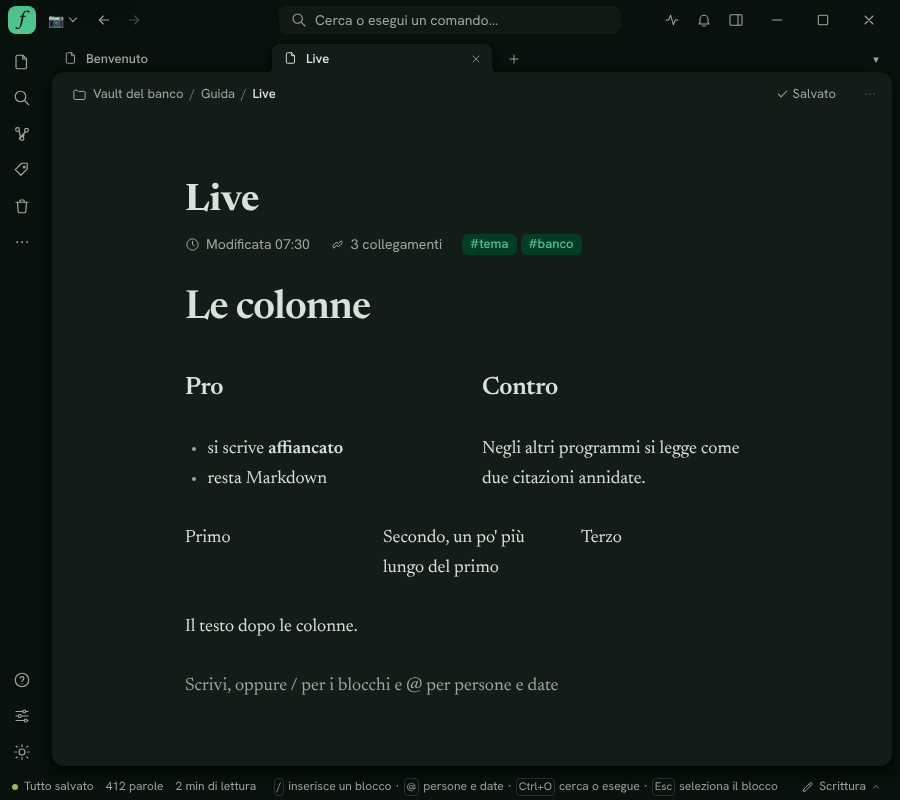 f
Cerca o esegui un comando...
Benvenuto
Live
Vault del banco / Guida / Live
Salvato
Live
Modificata 07:30
3 collegamenti
#tema
#banco
Le colonne
Pro
Contro
• si scrive affiancato
• resta Markdown
Negli altri programmi si legge come
due citazioni annidate.
Primo
Secondo, un po' più
lungo del primo
Terzo
Il testo dopo le colonne.
Scrivi, oppure / per i blocchi e @ per persone e date
Tutto salvato 412 parole 2 min di lettura / inserisce un blocco · @ persone e date · Ctrl+O cerca o esegue · Esc seleziona il blocco Scrittura